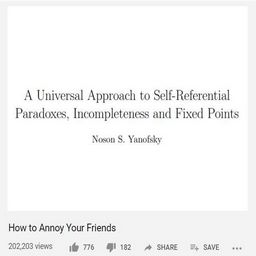 A Universal Approach to Self-Referential
Paradoxes, Incompleteness and Fixed Points
Noson S. Yanofsky
How to Annoy Your Friends
202,203 views 776 182 SHARE SAVE